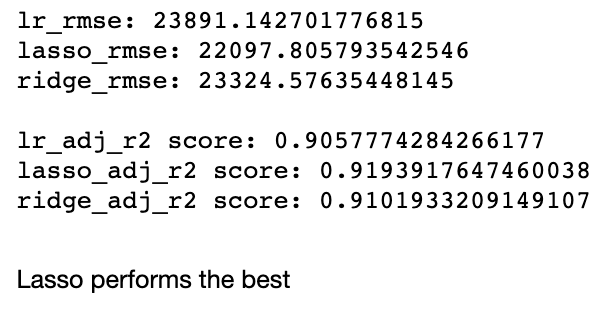 lr_rmse: 23891.142701776815
lasso_rmse: 22097.805793542546
ridge_rmse: 23324.57635448145
lr_adj_r2 score: 0.9057774284266177
lasso_adj_r2 score: 0.9193917647460038
ridge_adj_r2 score: 0.9101933209149107
Lasso performs the best